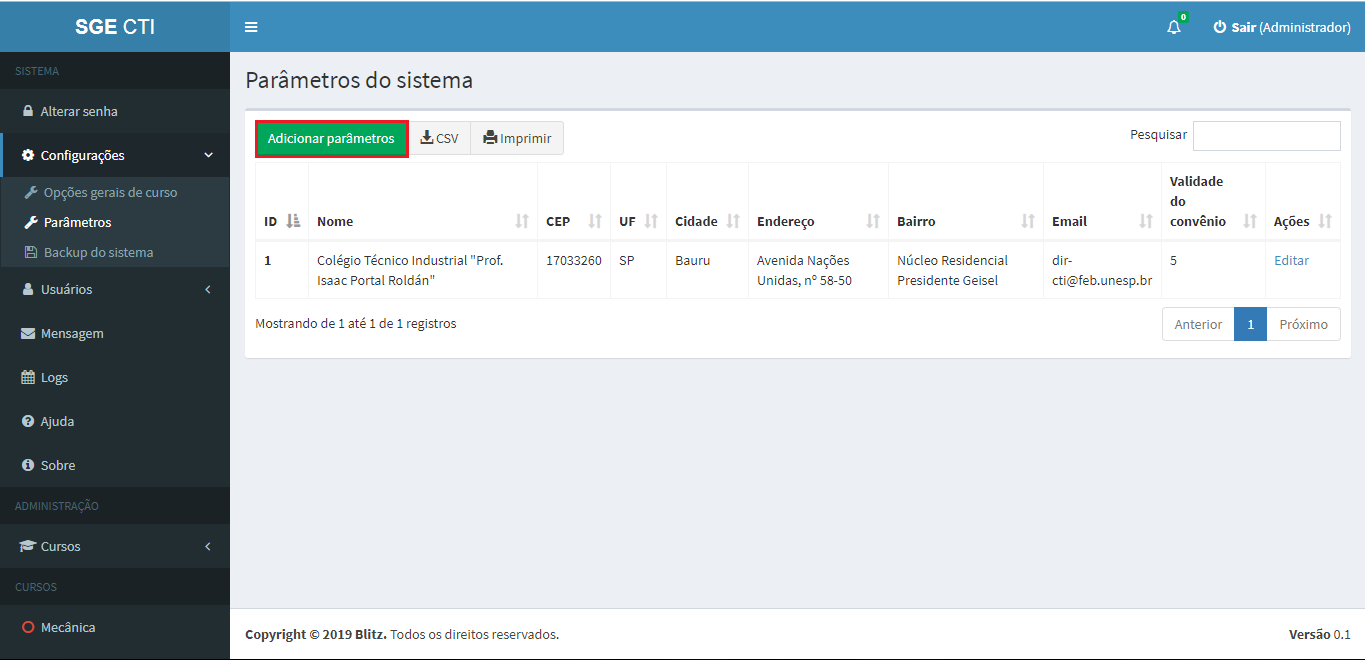 SGE CTI
0
Sair (Administrador)
SISTEMA
Alterar senha
Configurações
Opções gerais de curso
Parâmetros
Backup do sistema
Usuários
Mensagem
Logs
Ajuda
Sobre
ADMINISTRAÇÃO
Cursos
CURSOS
Mecânica
Parâmetros do sistema
Adicionar parâmetros
CSV
Imprimir
Pesquisar
ID
Nome
CEP
UF
Cidade
Endereço
Bairro
Email
Validade
do
convênio
Ações
1
Colégio Técnico Industrial "Prof.
Isaac Portal Roldán"
17033260
SP
Bauru
Avenida Nações
Unidas, nº 58-50
Núcleo Residencial
Presidente Geisel
dir-
cti@feb.unesp.br
5
Editar
Mostrando de 1 até 1 de 1 registros
Anterior
1
Próximo
Copyright © 2019 Blitz. Todos os direitos reservados.
Versão 0.1